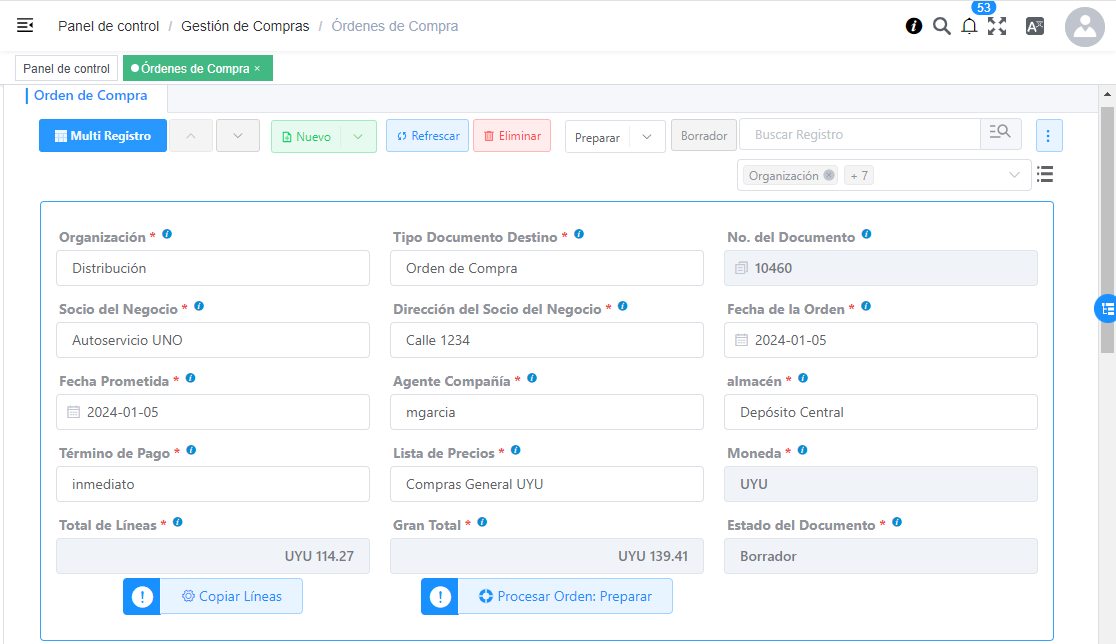 53
Panel de control / Gestión de Compras / Órdenes de Compra
Panel de control
Órdenes de Compra ×
Orden de Compra
Multi Registro
Nuevo
Refrescar
Eliminar
Preparar
Borrador
Buscar Registro
Organización
+ 7
Organización *
Tipo Documento Destino *
No. del Documento
Distribución
Orden de Compra
10460
Socio del Negocio *
Dirección del Socio del Negocio *
Fecha de la Orden *
Autoservicio UNO
Calle 1234
2024-01-05
Fecha Prometida *
Agente Compañía *
almacén *
2024-01-05
mgarcia
Depósito Central
Término de Pago *
Lista de Precios *
Moneda *
inmediato
Compras General UYU
UYU
Total de Líneas *
Gran Total *
Estado del Documento *
UYU 114.27
UYU 139.41
Borrador
Copiar Líneas
Procesar Orden: Preparar